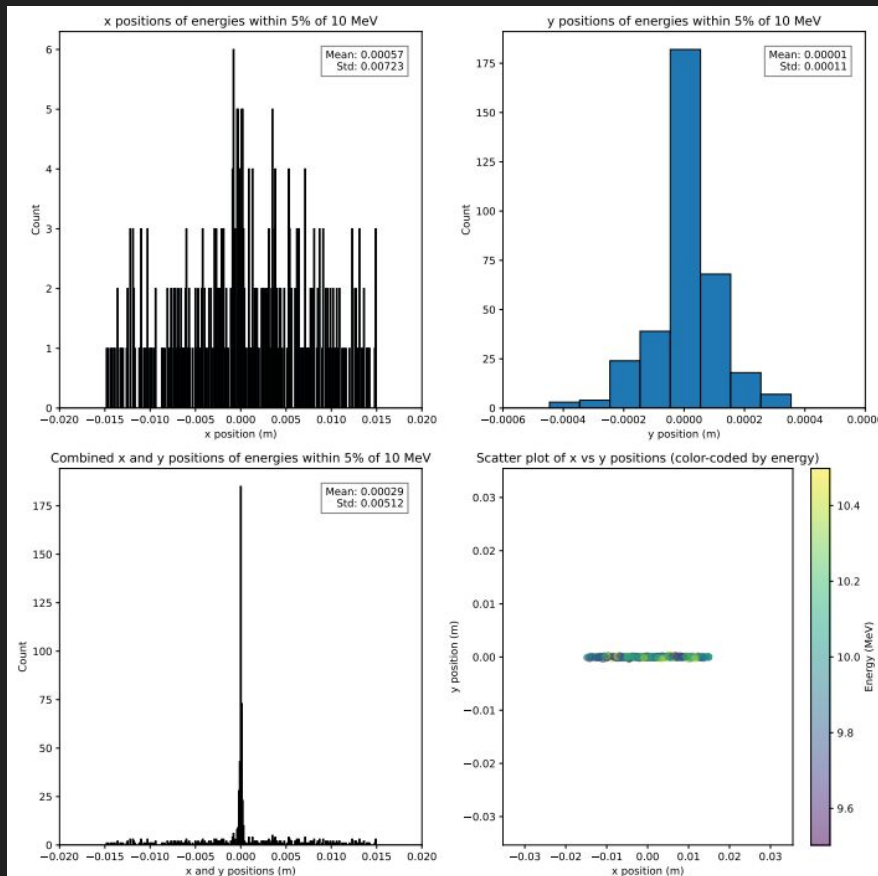 x positions of energies within 5% of 10 MeV
6
5
4
3
2
1
0
Count
Mean: 0.00057
Std: 0.00723
−0.020 −0.015 −0.010 −0.005 0.000 0.005 0.010 0.015 0.020
x position (m)
y positions of energies within 5% of 10 MeV
175
150
125
100
75
50
25
0
Count
Mean: 0.00001
Std: 0.00011
−0.0006 −0.0004 −0.0002 0.0000 0.0002 0.0004 0.000
y position (m)
Combined x and y positions of energies within 5% of 10 MeV
175
150
125
100
75
50
25
0
Count
Mean: 0.00029
Std: 0.00512
−0.020 −0.015 −0.010 −0.005 0.000 0.005 0.010 0.015 0.020
x and y positions (m)
Scatter plot of x vs y positions (color-coded by energy)
0.03
0.02
0.01
0.00
−0.01
−0.02
−0.03
y position (m)
−0.03 −0.02 −0.01 0.00 0.01 0.02 0.03
x position (m)
10.4
10.2
10.0
9.8
9.6
Energy (MeV)